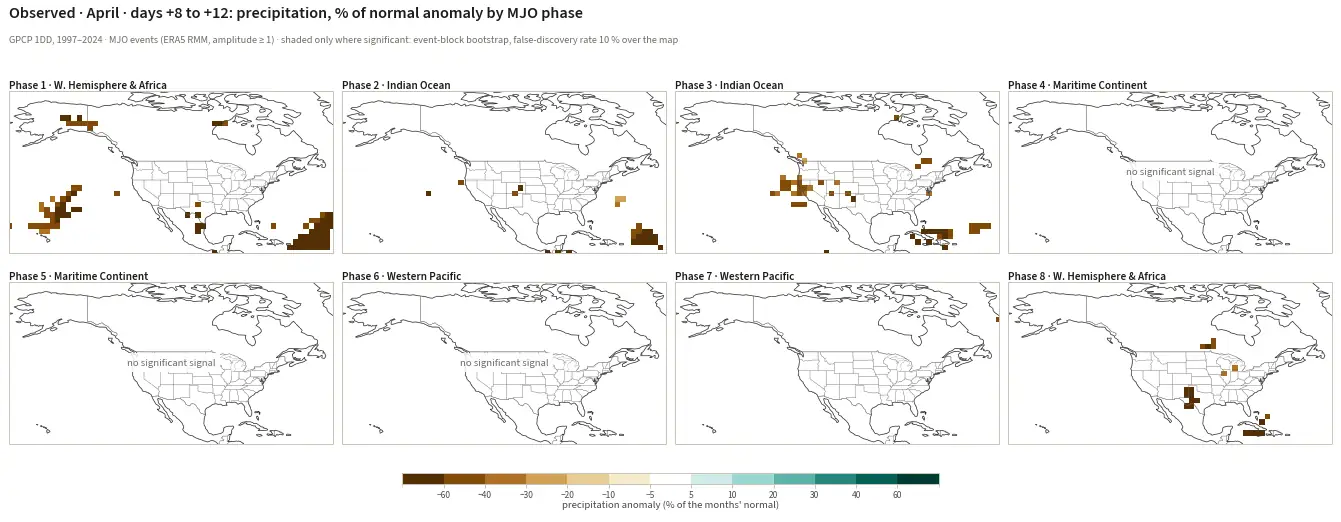 Observed · April · days +8 to +12: precipitation, % of normal anomaly by MJO phase
GPCP 1DD, 1997–2024 · MJO events (ERA5 RMM, amplitude ≥ 1) · shaded only where significant: event-block bootstrap, false-discovery rate 10 % over the map
Phase 1 · W. Hemisphere & Africa
Phase 2 · Indian Ocean
Phase 3 · Indian Ocean
Phase 4 · Maritime Continent
no significant signal
Phase 5 · Maritime Continent
Phase 6 · Western Pacific
Phase 7 · Western Pacific
Phase 8 · W. Hemisphere & Africa
no significant signal
no significant signal
−60 −40 −30 −20 −10 −5 5 10 20 30 40 60
precipitation anomaly (% of the months' normal)